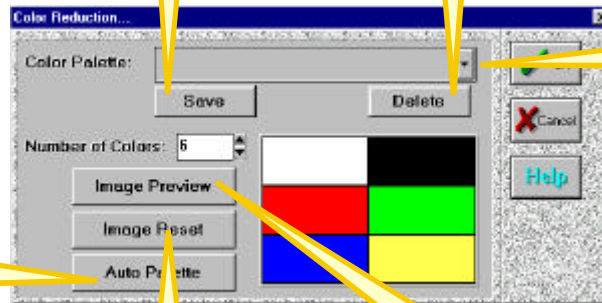 Color Reduction...
Color Palette:
Save
Delete
Cancel
Number of Colors: 6
Help
Image Preview
Image Reset
Auto Palette